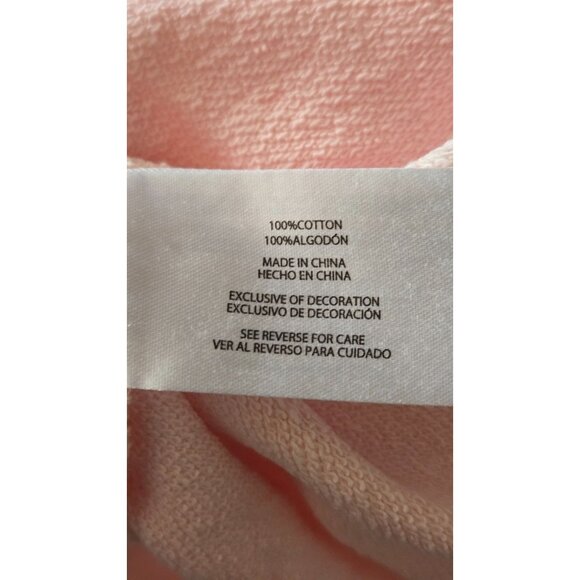 100%COTTON
100%ALGODÓN
MADE IN CHINA
HECHO EN CHINA
EXCLUSIVE OF DECORATION
EXCLUSIVO DE DECORACIÓN
SEE REVERSE FOR CARE
VER AL REVERSO PARA CUIDADO